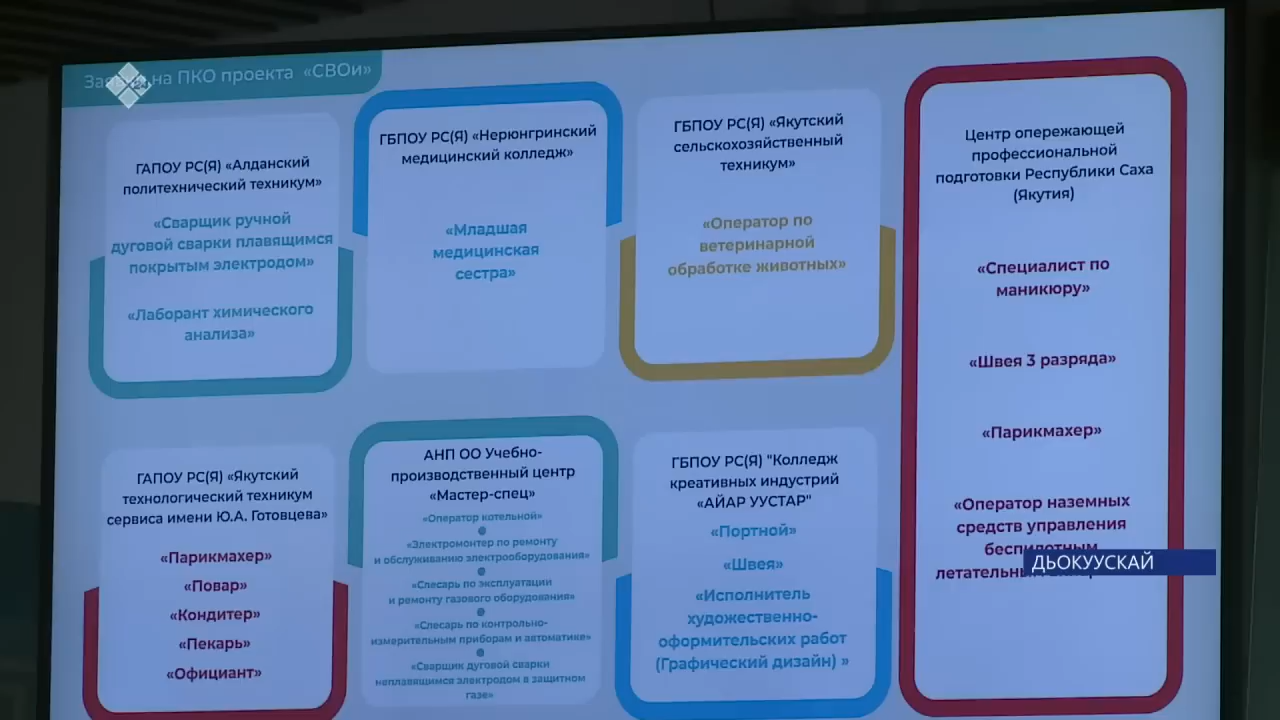 на ПКО проекта «СВОи»
ГАПОУ РС(Я) «Алданский
политехнический техникум»
«Сварщик ручной
дуговой сварки плавящимся
покрытым электродом»
«Лаборант химического
анализа»
ГБПОУ РС(Я) «Нерюнгринский
медицинский колледж»
«Младшая
медицинская
сестра»
ГБПОУ РС(Я) «Якутский
сельскохозяйственный
техникум»
«Оператор по
ветеринарной
обработке животных»
Центр опережающей
профессиональной
подготовки Республики Саха
(Якутия)
«Специалист по
маникюру»
«Швея 3 разряда»
«Парикмахер»
«Оператор наземных
средств управления
беспилотным
ДЬОКУУСКАЙ
ГАПОУ РС(Я) «Якутский
технологический техникум
сервиса имени Ю.А. Готовцева»
«Парикмахер»
«Повар»
«Кондитер»
«Пекарь»
«Официант»
АНП ОО Учебно-
производственный центр
«Мастер-спец»
«Оператор котельной»
«Электромонтер по ремонту
и обслуживанию электрооборудования»
«Слесарь по эксплуатации
и ремонту газового оборудования»
«Слесарь по контрольно-
измерительным приборам и автоматике»
«Сварщик дуговой сварки
неплавящимся электродом в защитном
газе»
ГБПОУ РС(Я) "Колледж
креативных индустрий
«АЙАР УУСТАР"
«Портной»
«Швея»
«Исполнитель
художественно-
оформительских работ
(Графический дизайн) »